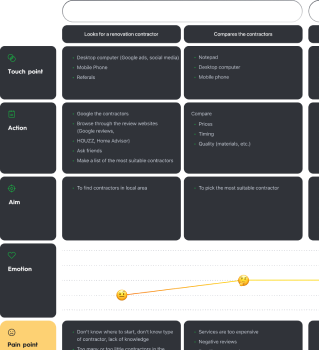 Looks for a renovation contractor
Compares the contractors
Touch point
- Desktop computer (Google ads, social media)
- Mobile Phone
- Referals
- Notepad
- Desktop computer
- Mobile phone
Action
- Google the contractors
- Browse through the review websites
(Google reviews,
- HOUZZ, Home Advisor)
- Ask friends
- Make a list of the most suitable contractors
Compare
- Prices
- Timing
- Quality (materials, etc.)
Aim
- To find contractors in local area
- To pick the most suitable contractor
Emotion
Pain point
- Don't know where to start, don't know type
of contractor, lack of knowledge
- Too many or too little contractors in the
- Services are too expensive
- Negative reviews